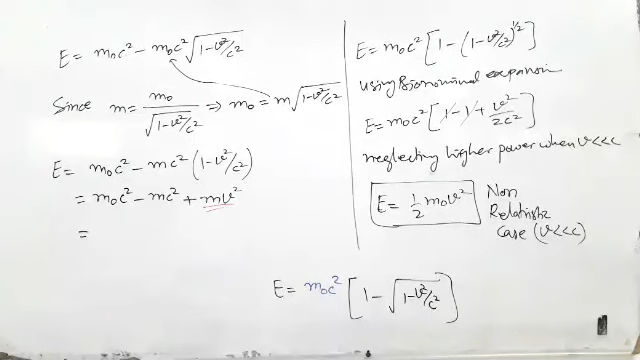 E = m₀c² - m₀c² √(1-v²/c²)
Since m = m₀/√(1-v²/c²) ⇒ m₀ = m√(1-v²/c²)
E = m₀c² - mc² (1-v²/c²)
= m₀c² - mc² + mv²
=
E = m₀c² [1 - (1-v²/c²)^½]
using Bionominal expansion
E = m₀c² [1 - 1 + v²/2c²]
neglecting higher power when v<<<c
E = ½ m₀v²
Non
Relatistic
case (v<<<c)
E = m₀c² [1 - √(1-v²/c²)]